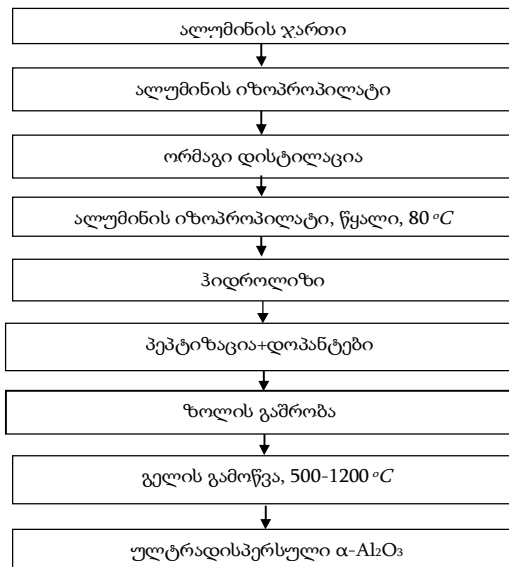 ალუმინის ჯართი
ალუმინის იზოპროპილატი
ორმაგი დისტილაცია
ალუმინის იზოპროპილატი, წყალი, 80 °C
ჰიდროლიზი
პეპტიზაცია+დოპანტები
ზოლის გაშრობა
გელის გამოწვა, 500-1200 °C
ულტრადისპერსული α-Al₂O₃